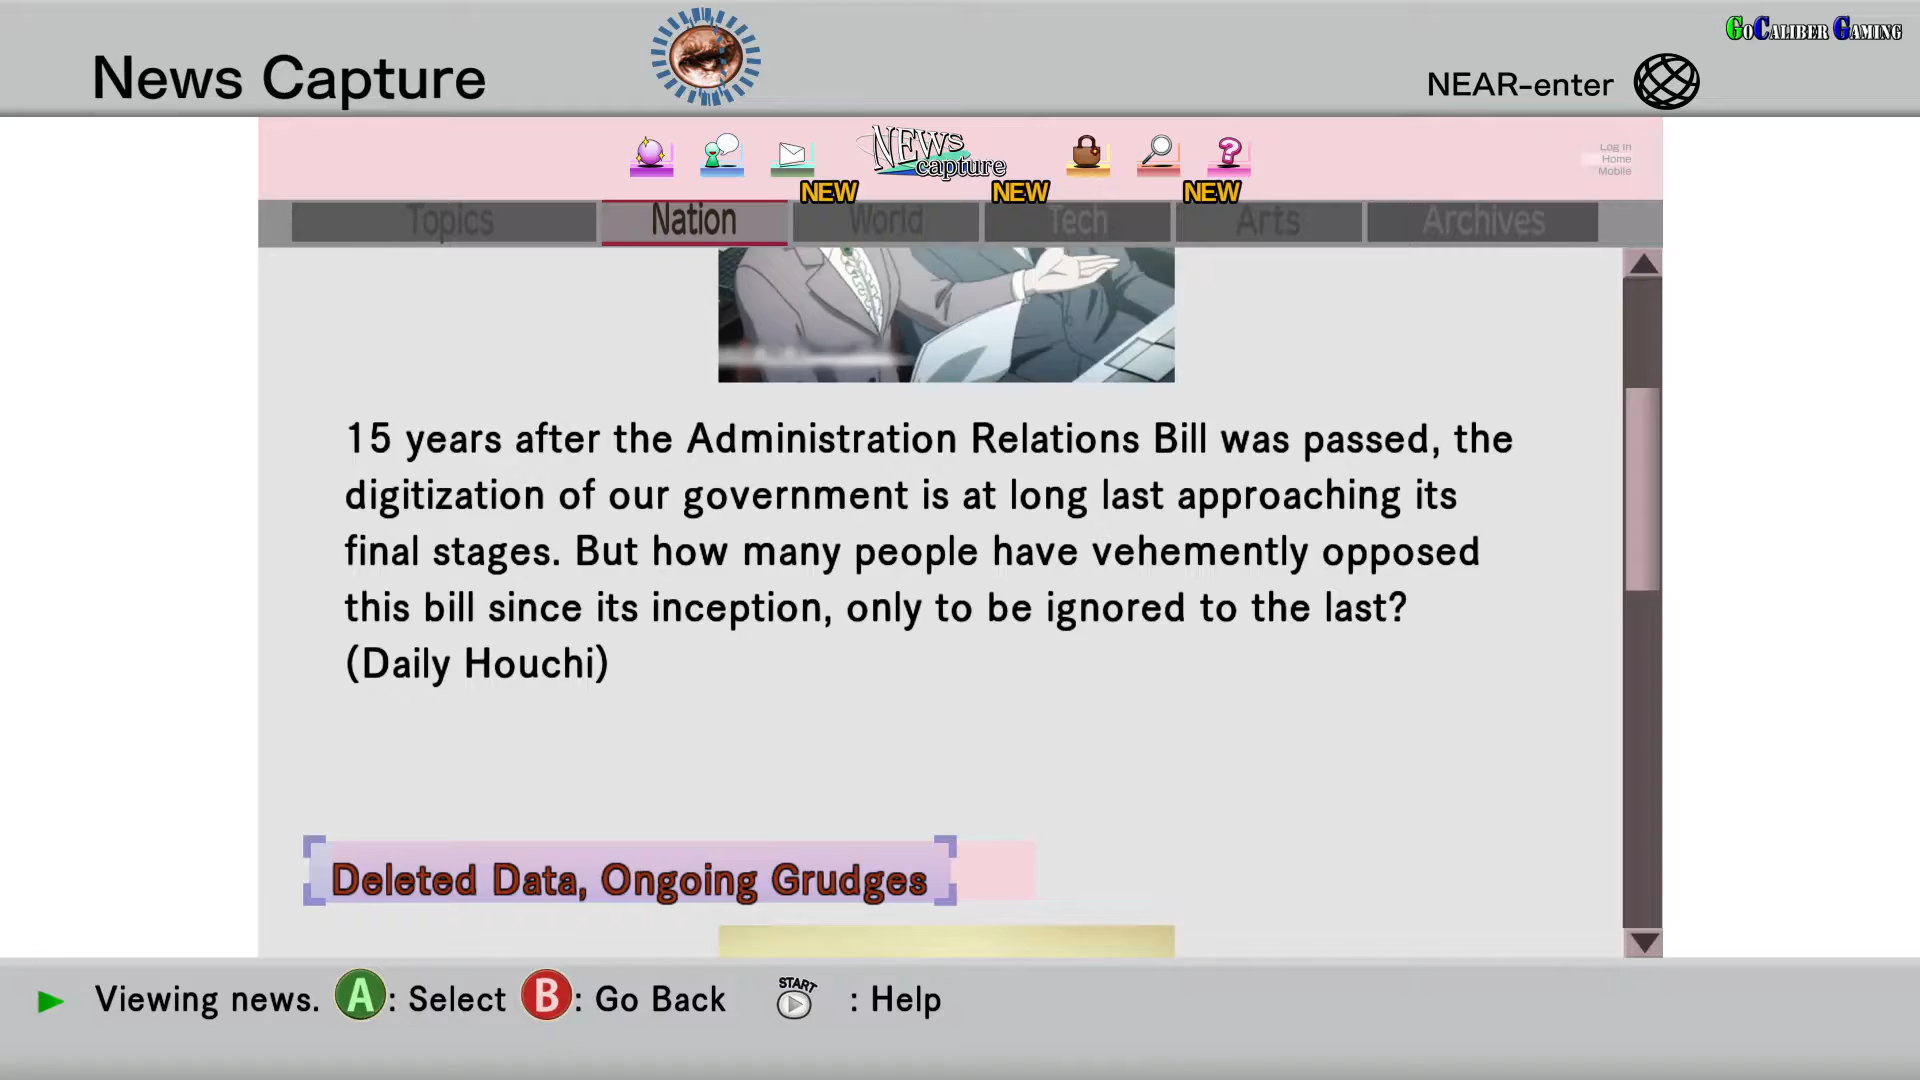 GoCaliber Gaming
News Capture
NEAR-enter
NEWS
capture
Log in
Home
Mobile
NEW
NEW
NEW
Topics
Nation
World
Tech
Arts
Archives
15 years after the Administration Relations Bill was passed, the
digitization of our government is at long last approaching its
final stages. But how many people have vehemently opposed
this bill since its inception, only to be ignored to the last?
(Daily Houchi)
Deleted Data, Ongoing Grudges
Viewing news. A: Select B: Go Back START : Help